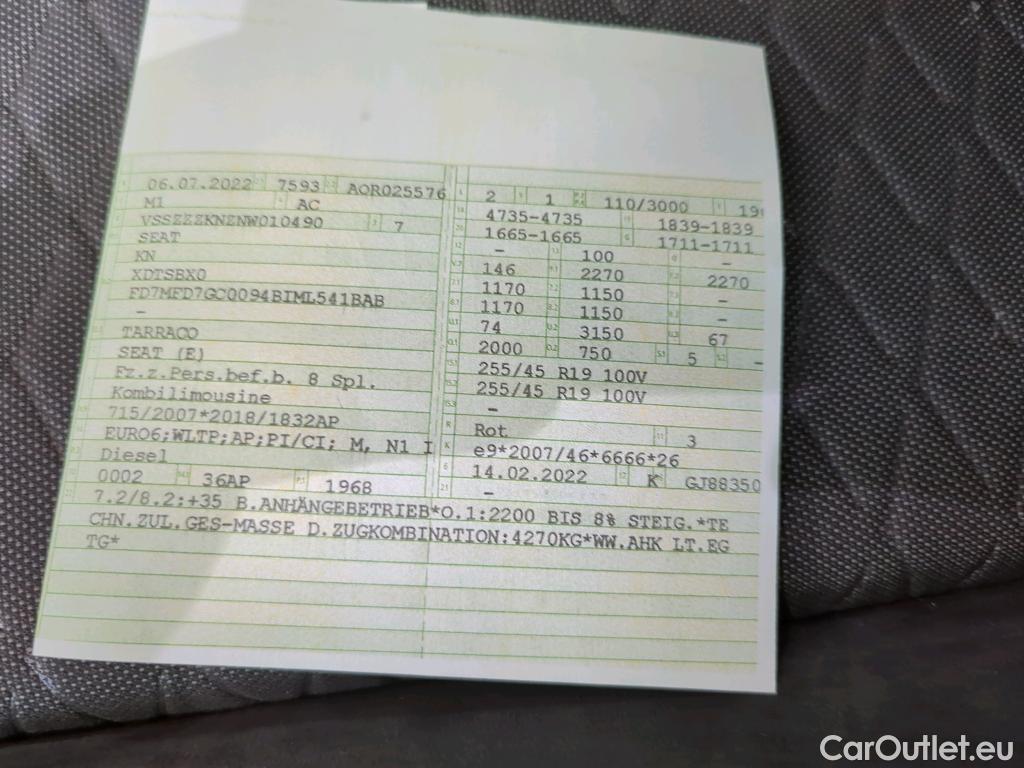 06.07.2022 7593 AOR025576
M1 AC
VSSZZZKNZNW010490 7
SEAT
KN
XDTSBX0
FD7MFD7GC0094BIML541BAB
-
TARRACO
SEAT (E)
Fz.z.Pers.bef.b. 8 Spl.
Kombilimousine
715/2007*2018/1832AP
EURO6;WLTP;AP;PI/CI; M, N1 I
Diesel
0002 36AP 1968
2 1 110/3000
4735-4735 1839-1839
1665-1665 1711-1711
- 100 -
146 2270 2270
1170 1150 -
1170 1150 -
74 3150 67
2000 750 5 -
255/45 R19 100V
255/45 R19 100V
-
Rot 3
e9*2007/46*6666*26
14.02.2022 K GJ88350
-
7.2/8.2:+35 B.ANHÄNGEBETRIEB*O.1:2200 BIS 8% STEIG.*TE
CHN.ZUL.GES-MASSE D.ZUGKOMBINATION:4270KG*WW.AHK LT.EG
TG*
CarOutlet.eu